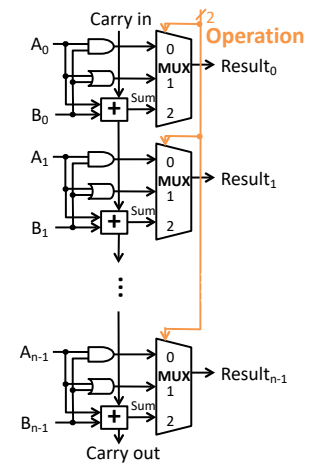 Carry in
2
Operation
A0
0
MUX
Result0
1
Sum
+
2
B0
A1
0
MUX
Result1
1
Sum
+
2
B1
...
An-1
0
MUX
Resultn-1
1
Sum
+
2
Bn-1
Carry out